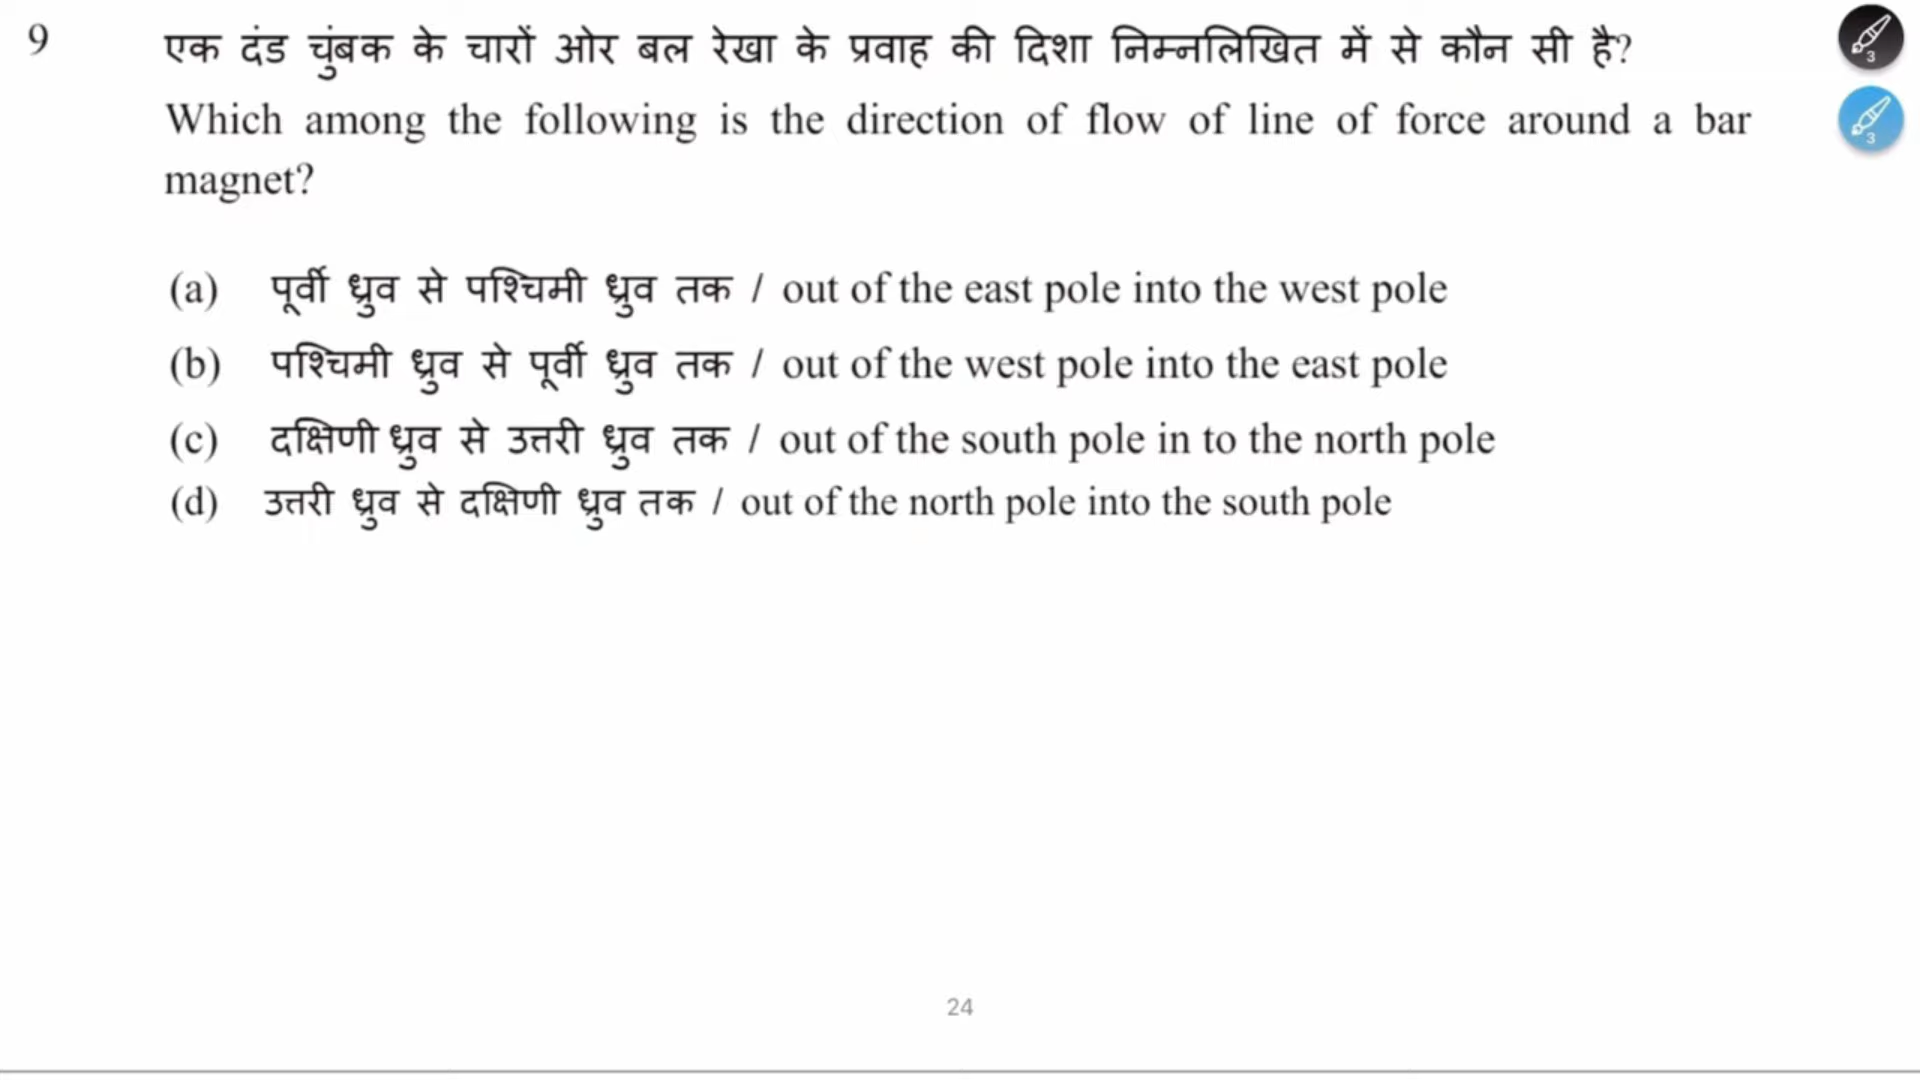 9 एक दंड चुंबक के चारों ओर बल रेखा के प्रवाह की दिशा निम्नलिखित में से कौन सी है?
3
Which among the following is the direction of flow of line of force around a bar
3
magnet?
(a) पूर्वी ध्रुव से पश्चिमी ध्रुव तक / out of the east pole into the west pole
(b) पश्चिमी ध्रुव से पूर्वी ध्रुव तक / out of the west pole into the east pole
(c) दक्षिणी ध्रुव से उत्तरी ध्रुव तक / out of the south pole in to the north pole
(d) उत्तरी ध्रुव से दक्षिणी ध्रुव तक / out of the north pole into the south pole
24